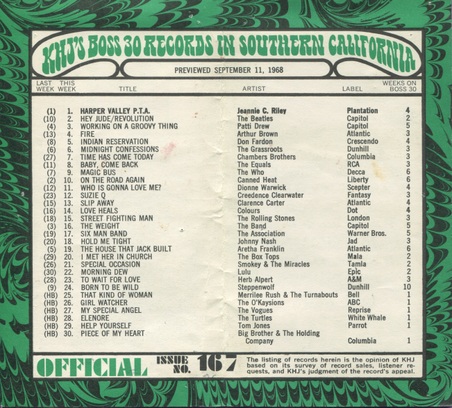 KHJ'S BOSS 30 RECORDS IN SOUTHERN CALIFORNIA
PREVIEWED SEPTEMBER 11, 1968
LAST WEEK THIS WEEK TITLE ARTIST LABEL WEEKS ON BOSS 30
(1) 1. HARPER VALLEY P.T.A. Jeannie C. Riley Plantation 4
(10) 2. HEY JUDE/REVOLUTION The Beatles Capitol 2
(4) 3. WORKING ON A GROOVY THING Patti Drew Capitol 5
(13) 4. FIRE Arthur Brown Atlantic 3
(8) 5. INDIAN RESERVATION Don Fardon Crescendo 4
(6) 6. MIDNIGHT CONFESSIONS The Grassroots Dunhill 3
(27) 7. TIME HAS COME TODAY Chambers Brothers Columbia 3
(11) 8. BABY, COME BACK The Equals RCA 3
(7) 9. MAGIC BUS The Who Decca 6
(2) 10. ON THE ROAD AGAIN Canned Heat Liberty 6
(12) 11. WHO IS GONNA LOVE ME? Dionne Warwick Scepter 4
(23) 12. SUZIE Q Creedence Clearwater Fantasy 3
(15) 13. SLIP AWAY Clarence Carter Atlantic 4
(16) 14. LOVE HEALS Colours Dot 4
(18) 15. STREET FIGHTING MAN The Rolling Stones London 3
(3) 16. THE WEIGHT The Band Capitol 5
(19) 17. SIX MAN BAND The Association Warner Bros. 5
(20) 18. HOLD ME TIGHT Johnny Nash Jad 3
(5) 19. THE HOUSE THAT JACK BUILT Aretha Franklin Atlantic 6
(29) 20. I MET HER IN CHURCH The Box Tops Mala 2
(26) 21. SPECIAL OCCASION Smokey & The Miracles Tamla 2
(30) 22. MORNING DEW Lulu Epic 2
(28) 23. TO WAIT FOR LOVE Herb Alpert A&M 3
(9) 24. BORN TO BE WILD Steppenwolf Dunhill 10
(HB) 25. THAT KIND OF WOMAN Merrilee Rush & The Turnabouts Bell 1
(HB) 26. GIRL WATCHER The O'Kaysions ABC 1
(HB) 27. MY SPECIAL ANGEL The Vogues Reprise 1
(HB) 28. ELENORE The Turtles White Whale 1
(HB) 29. HELP YOURSELF Tom Jones Parrot 1
(HB) 30. PIECE OF MY HEART Big Brother & The Holding
Company Columbia 1
OFFICIAL ISSUE NO. 167
The listing of records herein is the opinion of KHJ
based on its survey of record sales, listener re-
quests, and KHJ's judgment of the record's appeal.